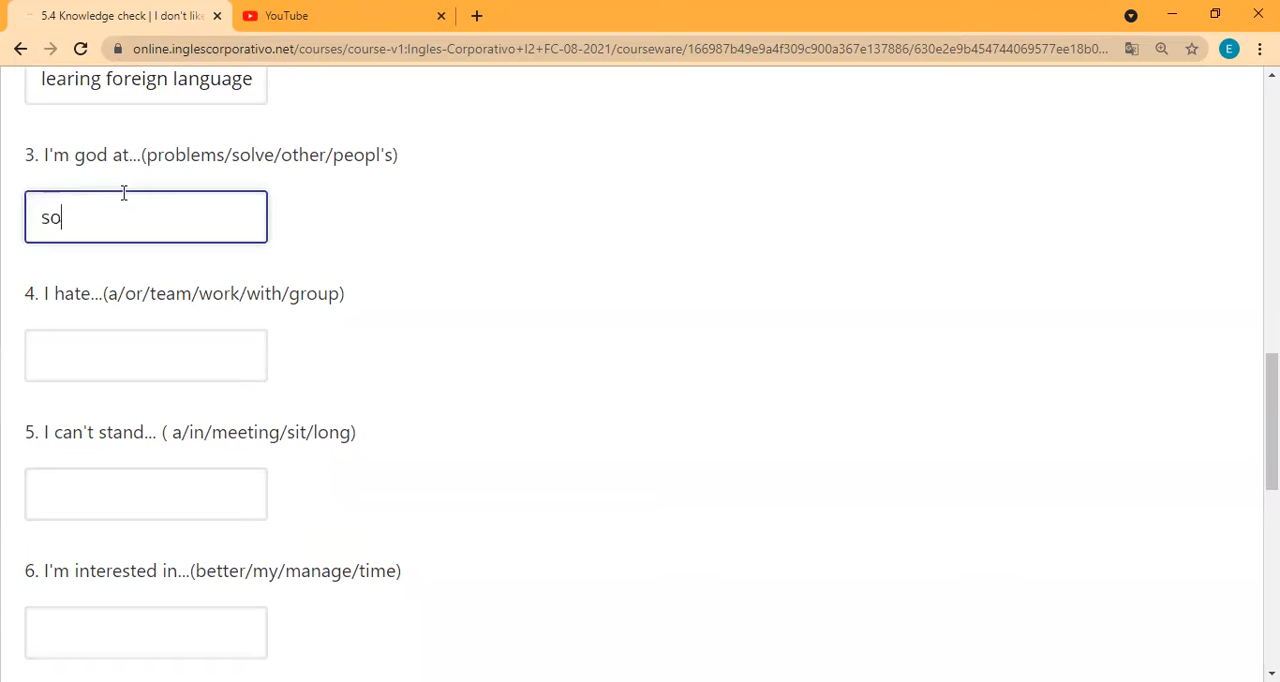 5.4 Knowledge check | I don't like
YouTube
online.inglescorporativo.net/courses/course-v1:Ingles-Corporativo+I2+FC-08-2021/courseware/166987b49e9a4f309c900a367e137886/630e2e9b454744069577ee18b0...
E
learing foreign language
3. I'm god at...(problems/solve/other/peopl's)
so
4. I hate...(a/or/team/work/with/group)
5. I can't stand... ( a/in/meeting/sit/long)
6. I'm interested in...(better/my/manage/time)